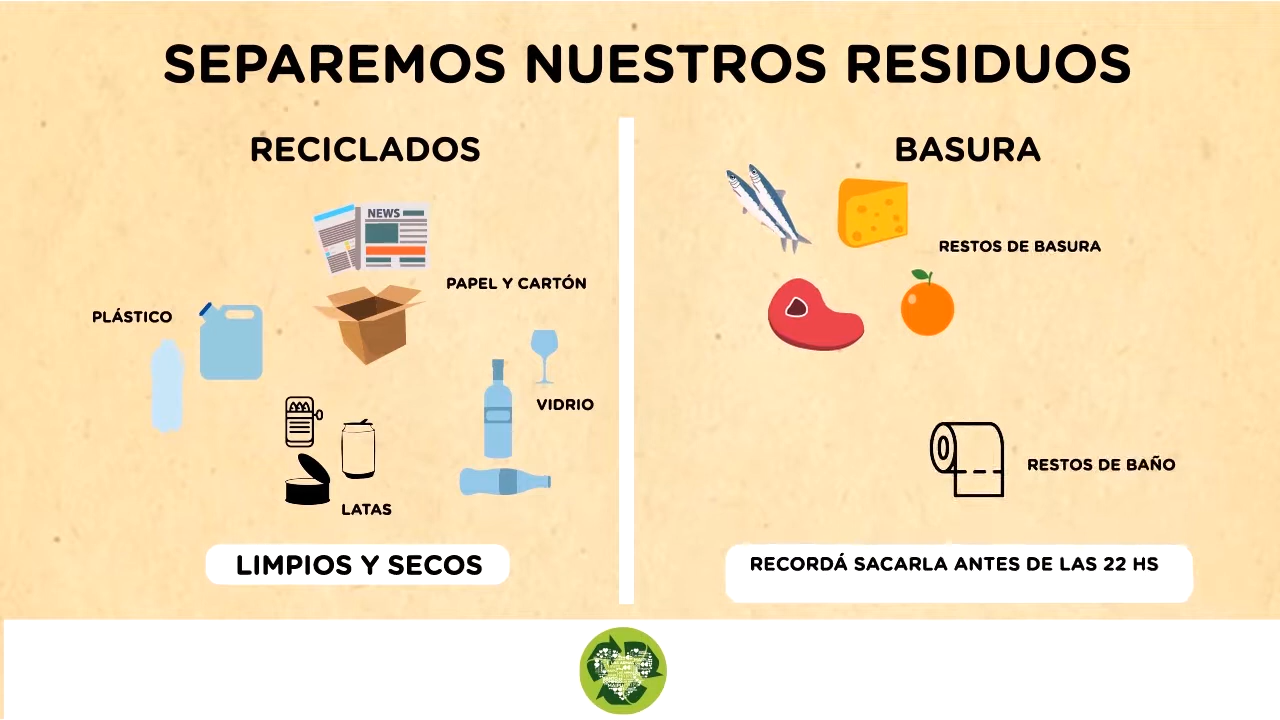 SEPAREMOS NUESTROS RESIDUOS
RECICLADOS
NEWS
PAPEL Y CARTÓN
PLÁSTICO
VIDRIO
LATAS
LIMPIOS Y SECOS
BASURA
RESTOS DE BASURA
RESTOS DE BAÑO
RECORDÁ SACARLA ANTES DE LAS 22 HS